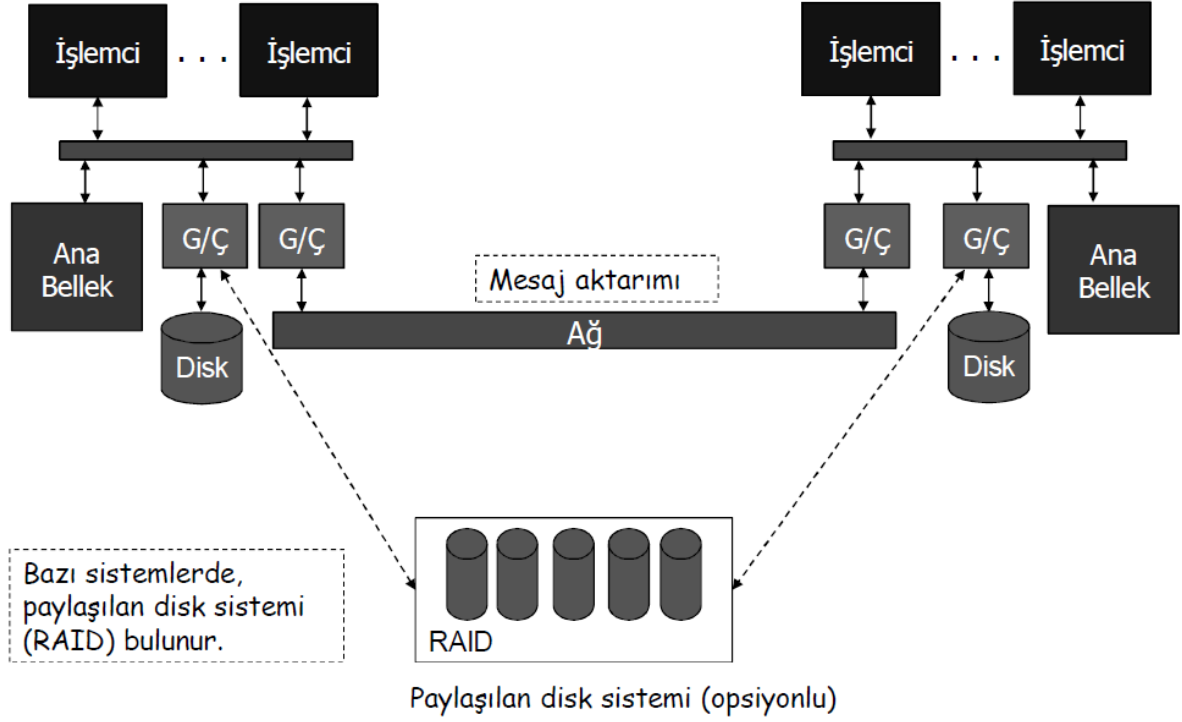 İşlemci . . . İşlemci
İşlemci . . . İşlemci
Ana
Bellek
G/Ç
G/Ç
Disk
Mesaj aktarımı
Ağ
G/Ç
G/Ç
Ana
Bellek
Disk
Bazı sistemlerde,
paylaşılan disk sistemi
(RAID) bulunur.
RAID
Paylaşılan disk sistemi (opsiyonlu)